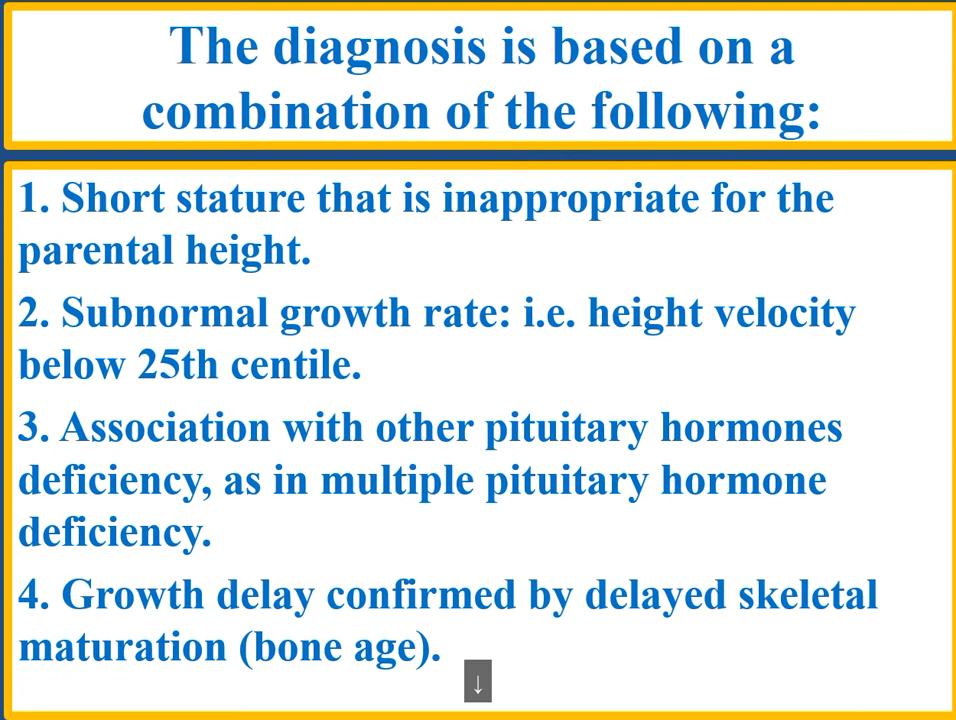 The diagnosis is based on a
combination of the following:
1. Short stature that is inappropriate for the
parental height.
2. Subnormal growth rate: i.e. height velocity
below 25th centile.
3. Association with other pituitary hormones
deficiency, as in multiple pituitary hormone
deficiency.
4. Growth delay confirmed by delayed skeletal
maturation (bone age).
↓